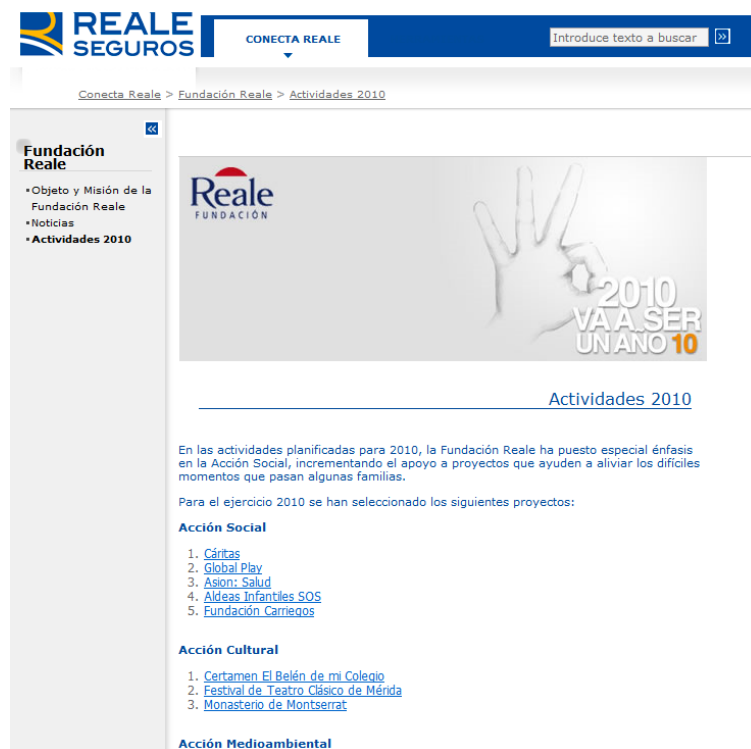 REALE
SEGUROS
CONECTA REALE
Introduce texto a buscar
Conecta Reale > Fundación Reale > Actividades 2010
Fundación
Reale
Objeto y Misión de la
Fundación Reale
Noticias
Actividades 2010
Reale
FUNDACIÓN
2010
VA A SER
UN AÑO 10
Actividades 2010
En las actividades planificadas para 2010, la Fundación Reale ha puesto especial énfasis
en la Acción Social, incrementando el apoyo a proyectos que ayuden a aliviar los difíciles
momentos que pasan algunas familias.
Para el ejercicio 2010 se han seleccionado los siguientes proyectos:
Acción Social
1. Cáritas
2. Global Play
3. Asion: Salud
4. Aldeas Infantiles SOS
5. Fundación Carriegos
Acción Cultural
1. Certamen El Belén de mi Colegio
2. Festival de Teatro Clásico de Mérida
3. Monasterio de Montserrat
Acción Medioambiental